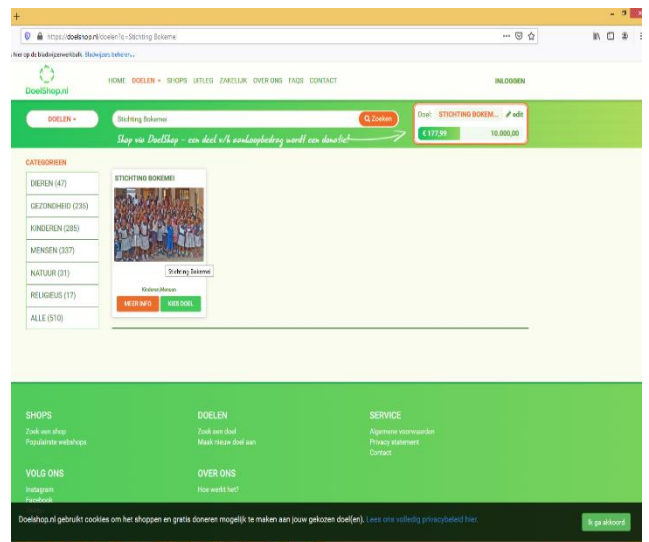 https://doelshop.nl/doelen?q=Stichting Bokemei
hier op de bladwijzerwerkbalk. Bladwijzers beheren...
DoelShop.nl
HOME DOELEN SHOPS UITLEG ZAKELIJK OVER ONS FAQS CONTACT
INLOGGEN
DOELEN
Stichting Bokemei
Zoeken
Doel: STICHTING BOKEM... edit
€ 177,99 10.000,00
Shop via DoelShop - een deel v/h aankoopbedrag wordt een donatie!
CATEGORIEEN
DIEREN (47)
GEZONDHEID (235)
KINDEREN (285)
MENSEN (337)
NATUUR (31)
RELIGIEUS (17)
ALLE (510)
STICHTING BOKEMEI
Stichting Bokemei
Kinderen,Mensen
MEER INFO KIES DOEL
SHOPS
Zoek een shop
Populairste webshops
DOELEN
Zoek een doel
Maak nieuw doel aan
SERVICE
Algemene voorwaarden
Privacy statement
Contact
VOLG ONS
Instagram
Facebook
OVER ONS
Hoe werkt het?
Doelshop.nl gebruikt cookies om het shoppen en gratis doneren mogelijk te maken aan jouw gekozen doel(en). Lees ons volledig privacybeleid hier.
Ik ga akkoord